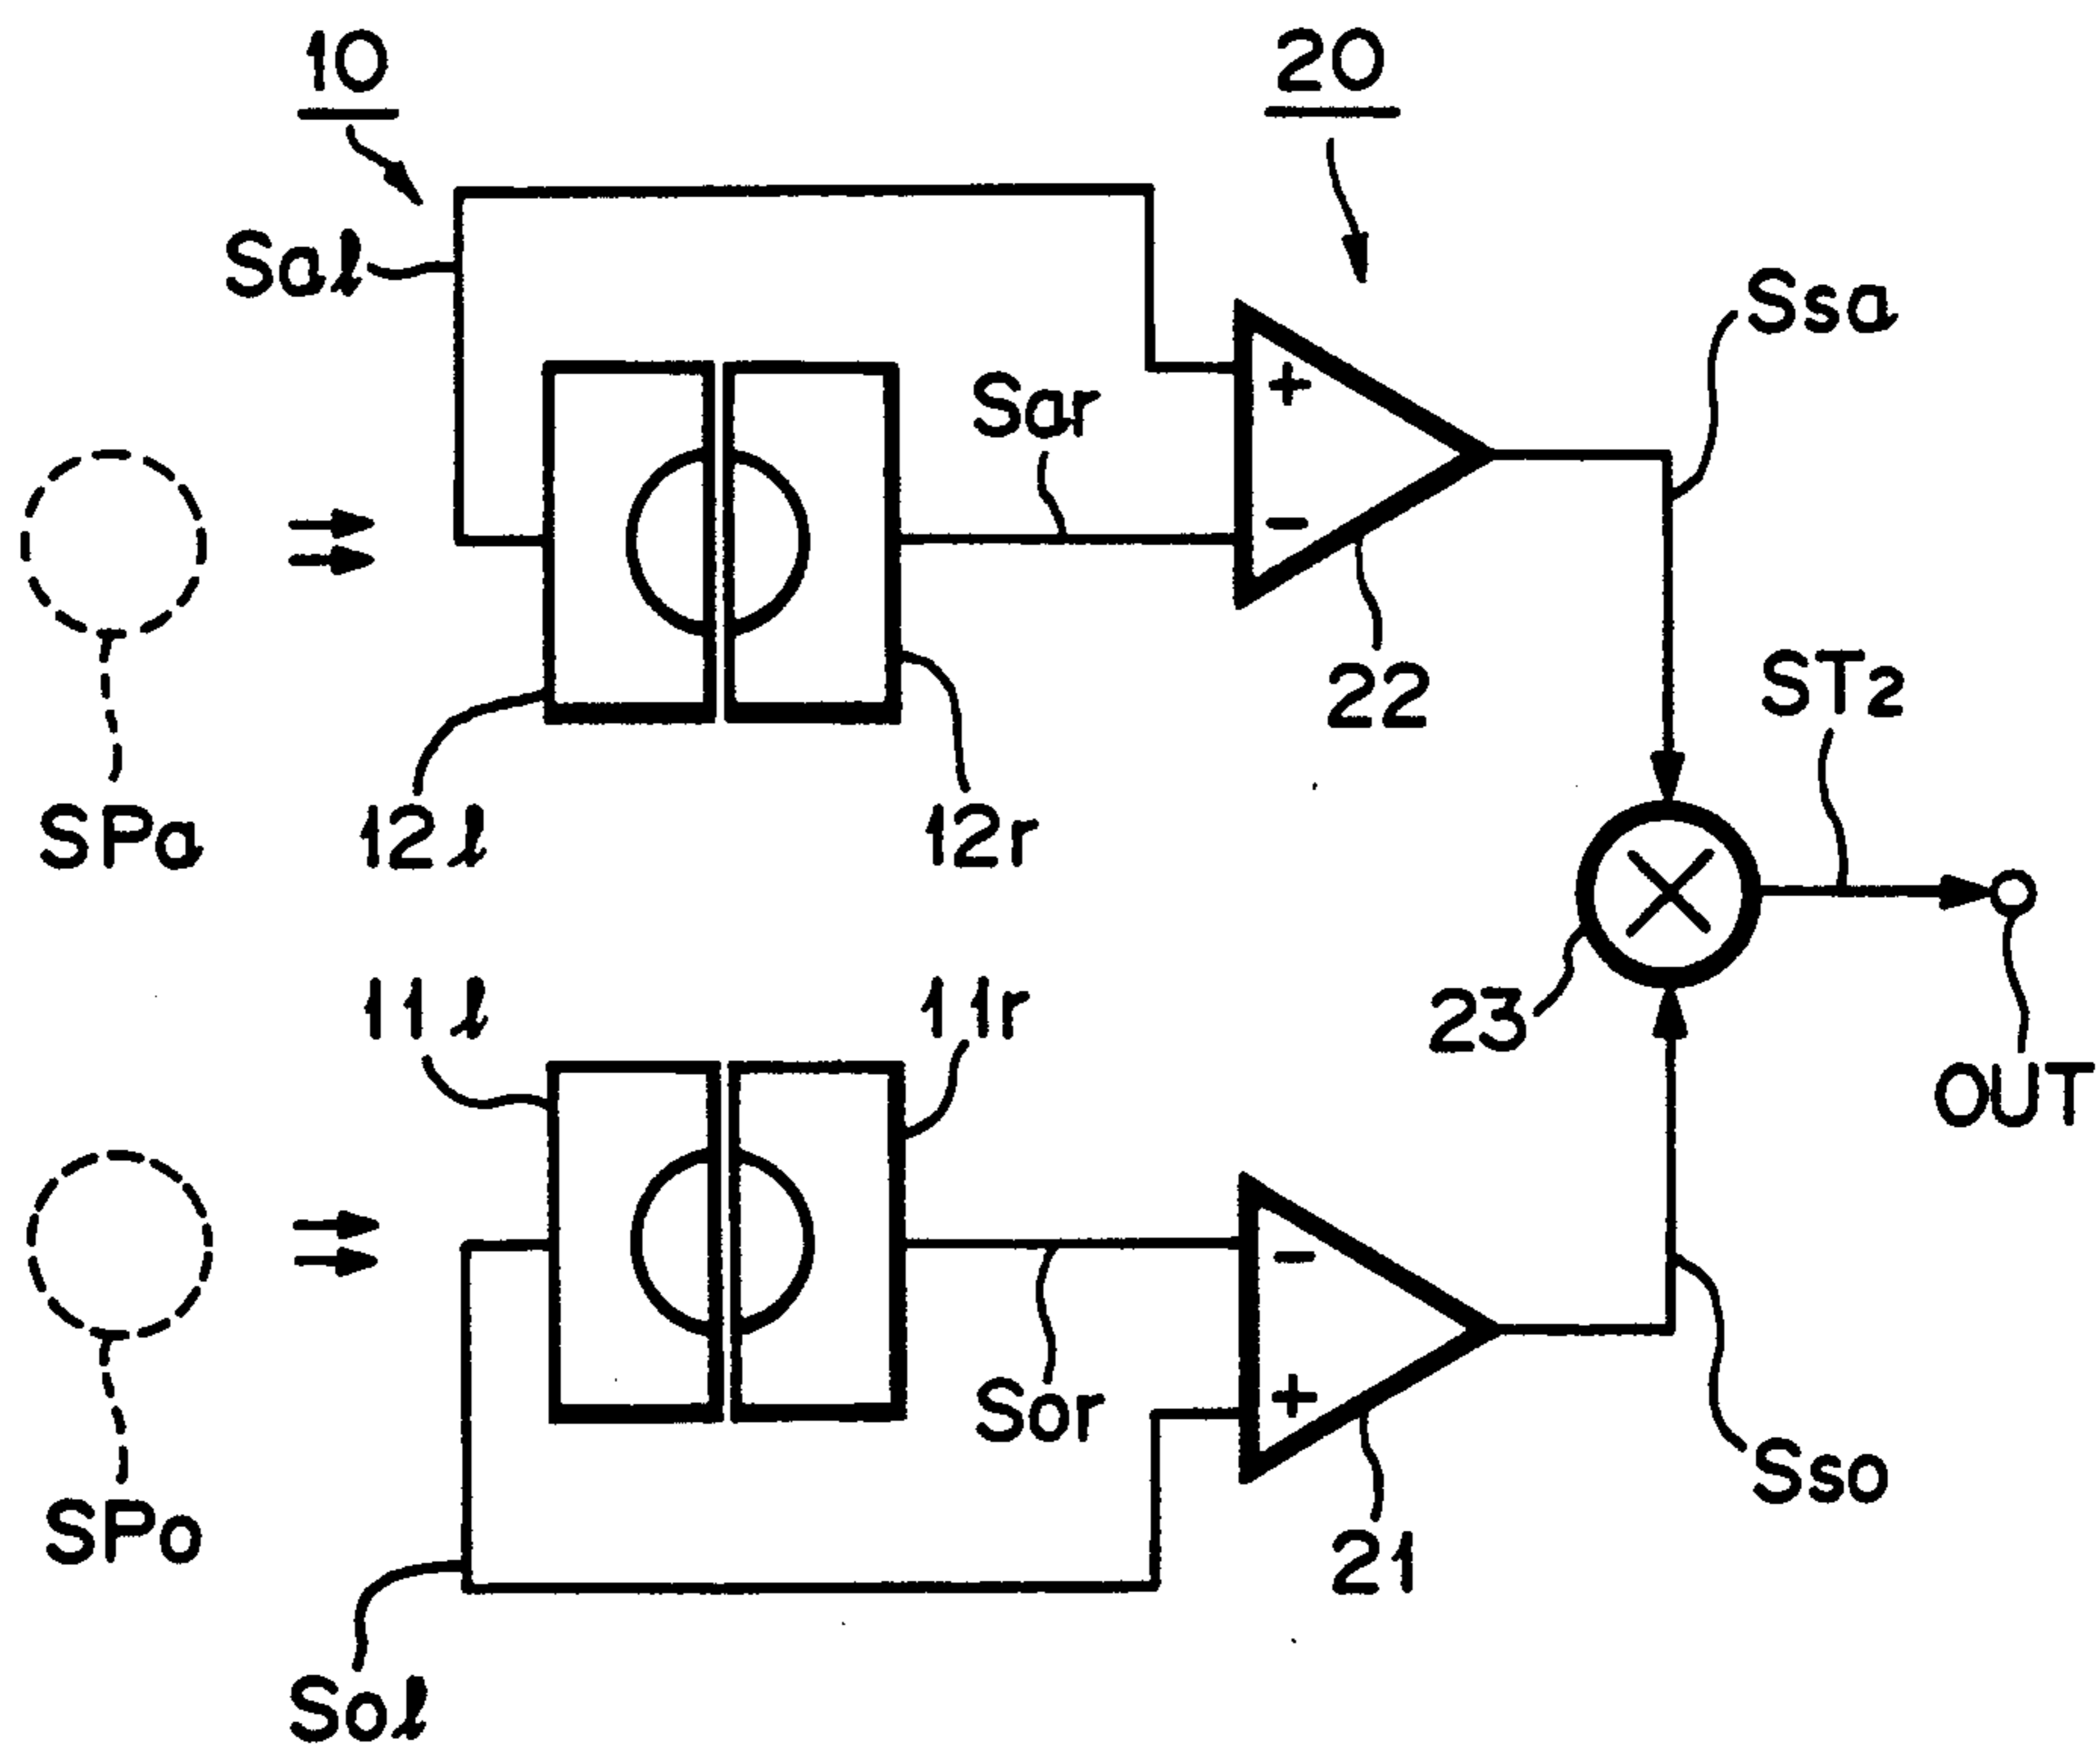 10
20
Sal
Ssa
+
Sar
−
22
ST2
SPa
12l
12r
×
11l
11r
23
OUT
−
Sor
+
SPo
Sso
21
Sol